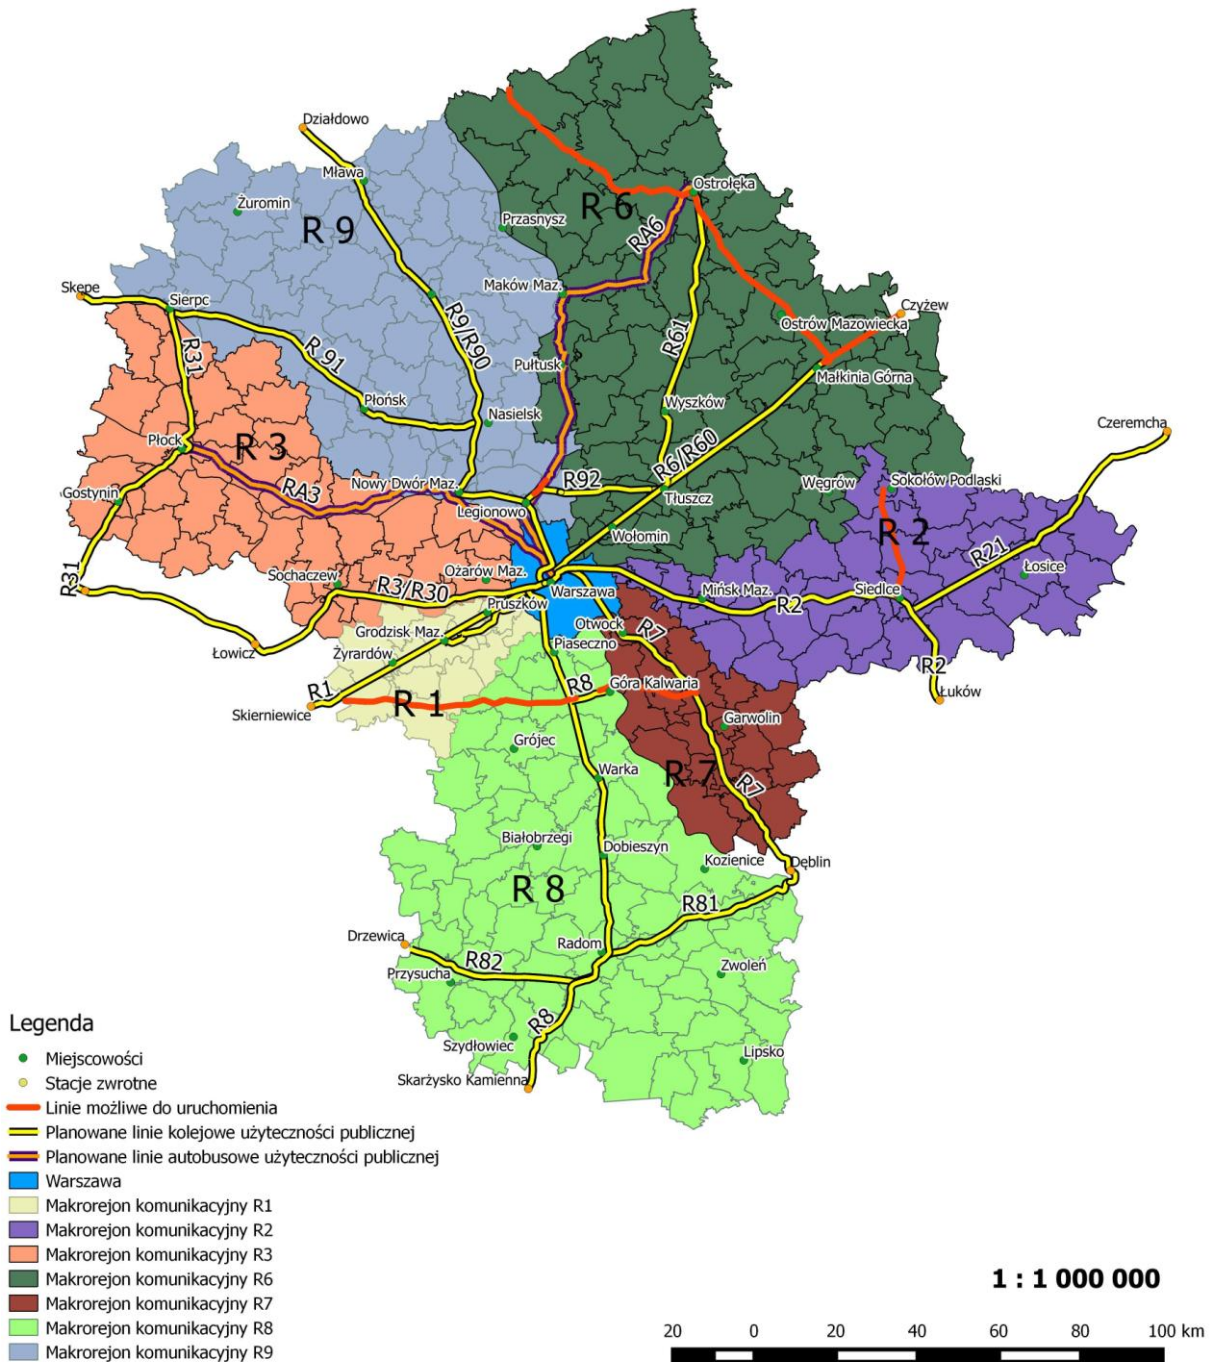 Działdowo
Mława
Żuromin
R 9
Przasnysz
R 6
Ostrołęka
RA6
Maków Maz.
Skępe
Sierpc
R9/R90
R61
Czyżew
Ostrów Mazowiecka
R31
R 91
Pułtusk
Małkinia Górna
Płońsk
Nasielsk
Wyszków
Czeremcha
Płock
R 3
R6/R60
Gostynin
RA3
Nowy Dwór Maz.
R92
Tłuszcz
Węgrów
Sokołów Podlaski
Legionowo
Wołomin
R 2
R21
R31
Sochaczew
R3/R30
Ożarów Maz.
Warszawa
Mińsk Maz.
R2
Siedlce
Łosice
Pruszków
Otwock
R7
Łowicz
Grodzisk Maz.
Żyrardów
Piaseczno
R2
R1
R 1
R8
Góra Kalwaria
Łuków
Skierniewice
Garwolin
Grójec
Warka
R 7
R7
Białobrzegi
Dobieszyn
Kozienice
Dęblin
R 8
R81
Drzewica
R82
Radom
Przysucha
Zwoleń
R8
Szydłowiec
Lipsko
Skarżysko Kamienna
Legenda
Miejscowości
Stacje zwrotne
Linie możliwe do uruchomienia
Planowane linie kolejowe użyteczności publicznej
Planowane linie autobusowe użyteczności publicznej
Warszawa
Makrorejon komunikacyjny R1
Makrorejon komunikacyjny R2
Makrorejon komunikacyjny R3
Makrorejon komunikacyjny R6
Makrorejon komunikacyjny R7
Makrorejon komunikacyjny R8
Makrorejon komunikacyjny R9
1 : 1 000 000
20 0 20 40 60 80 100 km